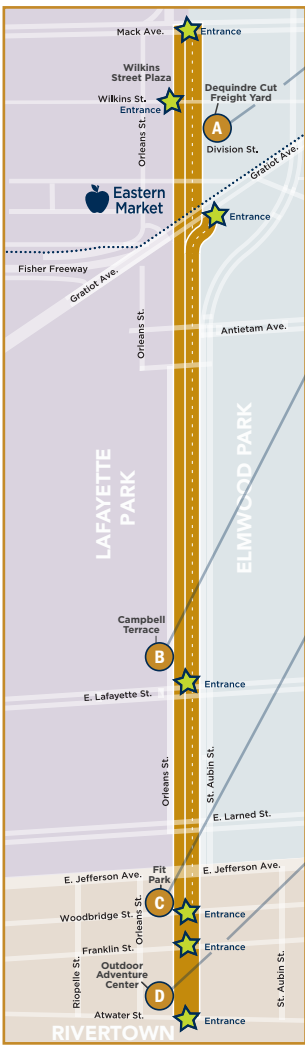 Mack Ave.
Entrance
Wilkins
Street Plaza
Dequindre Cut
Freight Yard
Wilkins St.
Entrance
A
Orleans St.
Division St.
Gratiot Ave.
Eastern
Market
Entrance
Fisher Freeway
Gratiot Ave.
Orleans St.
Antietam Ave.
LAFAYETTE
PARK
ELMWOOD PARK
Campbell
Terrace
B
Entrance
E. Lafayette St.
Orleans St.
St. Aubin St.
E. Larned St.
E. Jefferson Ave.
E. Jefferson Ave.
Fit
Park
C
Orleans St.
Woodbridge St.
Entrance
Franklin St.
Entrance
Outdoor
Adventure
Center
D
Riopelle St.
St. Aubin St.
Atwater St.
Entrance
RIVERTOWN